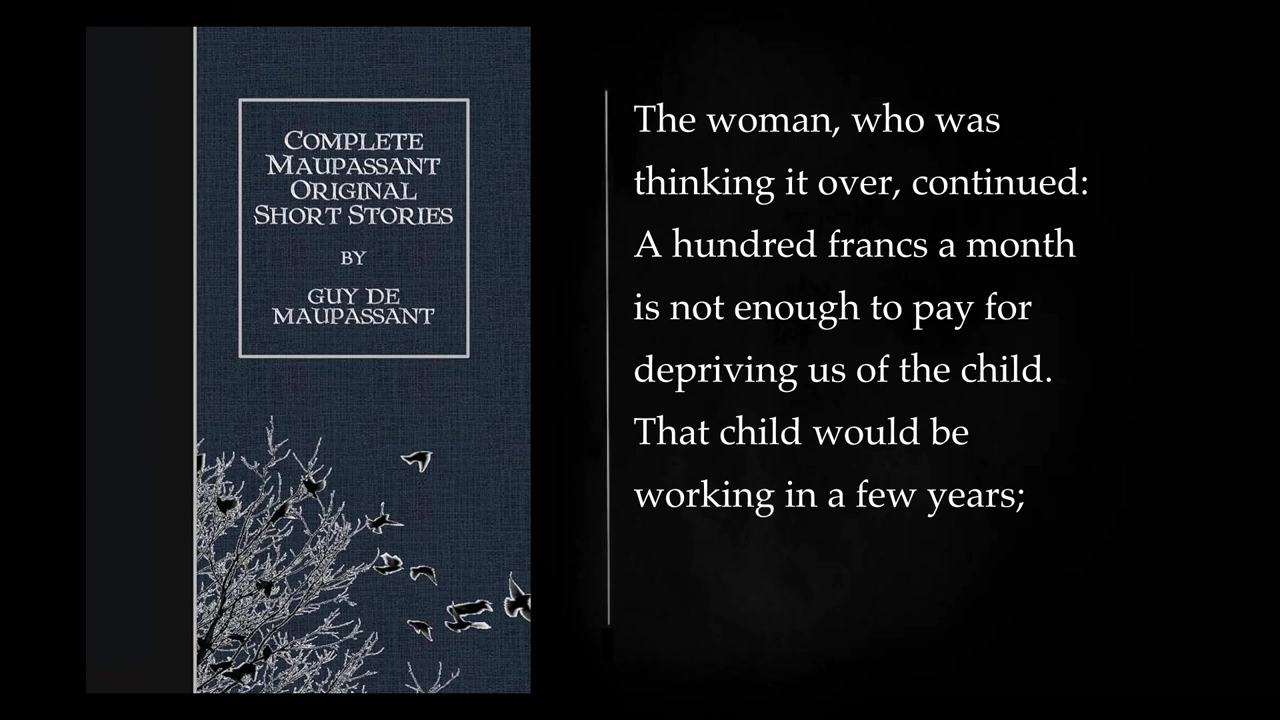 COMPLETE
MAUPASSANT
ORIGINAL
SHORT STORIES
BY
GUY DE
MAUPASSANT
The woman, who was
thinking it over, continued:
A hundred francs a month
is not enough to pay for
depriving us of the child.
That child would be
working in a few years;